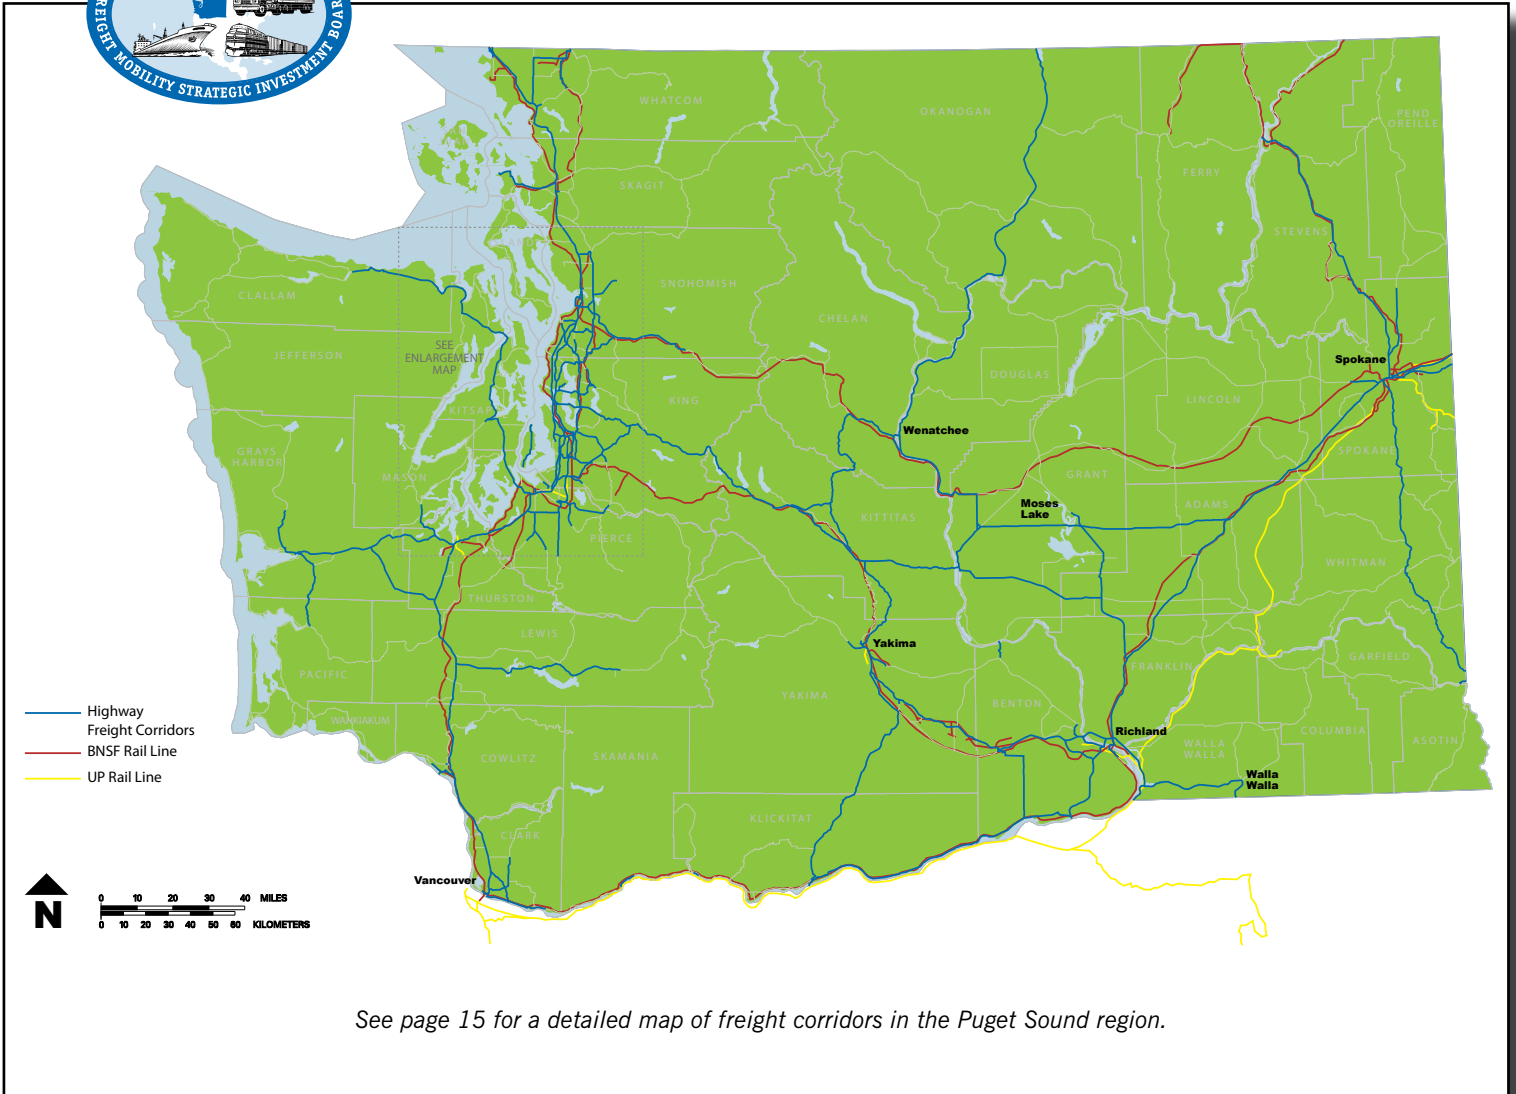 FREIGHT MOBILITY STRATEGIC INVESTMENT BOAR
WHATCOM
OKANOGAN
PEND
OREILLE
SKAGIT
FERRY
STEVENS
CLALLAM
SNOHOMISH
CHELAN
JEFFERSON
SEE
ENLARGEMENT
MAP
Spokane
DOUGLAS
KITSAP
KING
LINCOLN
Wenatchee
GRAYS
HARBOR
SPOKANE
MASON
GRANT
Moses
Lake
ADAMS
KITTITAS
PIERCE
WHITMAN
THURSTON
LEWIS
Yakima
GARFIELD
PACIFIC
FRANKLIN
YAKIMA
BENTON
Highway
Freight Corridors
WAHKIAKUM
Richland
COLUMBIA
ASOTIN
BNSF Rail Line
COWLITZ
SKAMANIA
WALLA
WALLA
UP Rail Line
Walla
Walla
KLICKITAT
CLARK
Vancouver
0 10 20 30 40 MILES
N
0 10 20 30 40 50 60 KILOMETERS
See page 15 for a detailed map of freight corridors in the Puget Sound region.